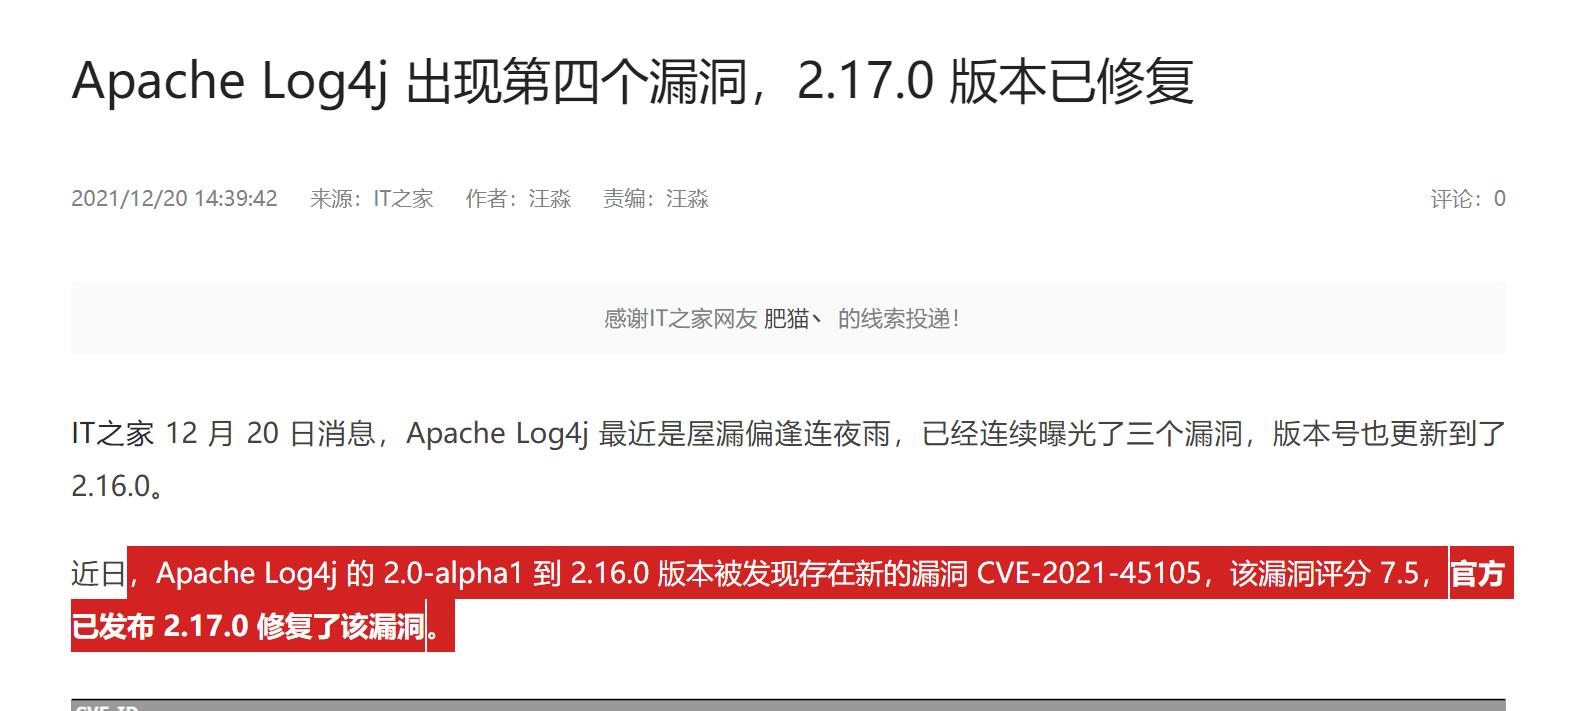 Apache Log4j 出现第四个漏洞，2.17.0 版本已修复
2021/12/20 14:39:42 来源：IT之家 作者：汪淼 责编：汪淼 评论：0
感谢IT之家网友 肥猫丶 的线索投递！
IT之家 12 月 20 日消息，Apache Log4j 最近是屋漏偏逢连夜雨，已经连续曝光了三个漏洞，版本号也更新到了
2.16.0。
近日，Apache Log4j 的 2.0-alpha1 到 2.16.0 版本被发现存在新的漏洞 CVE-2021-45105，该漏洞评分 7.5，官方
已发布 2.17.0 修复了该漏洞。
CVE-ID